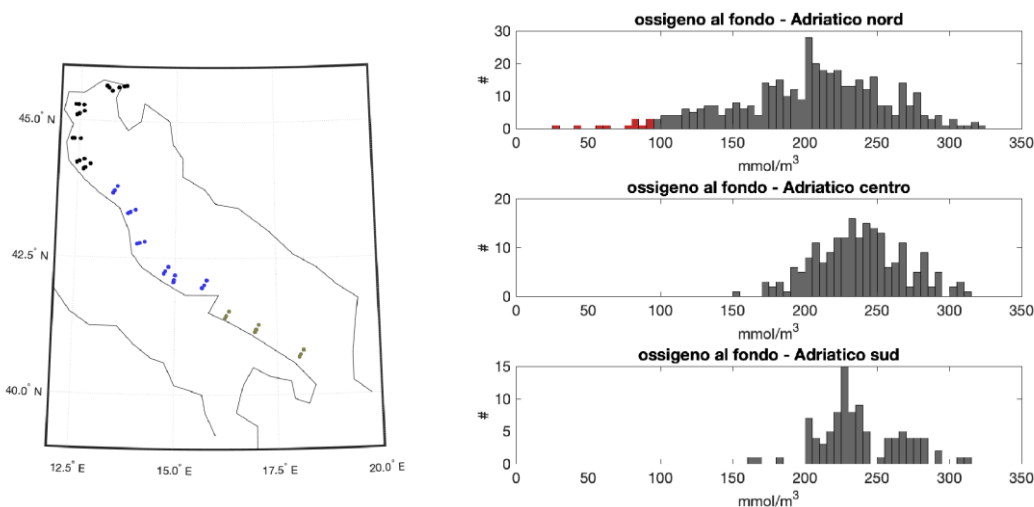 45.0° N
42.5° N
40.0° N
12.5° E
15.0° E
17.5° E
20.0° E
ossigeno al fondo - Adriatico nord
30
20
10
0
#
0 50 100 150 200 250 300 350
mmol/m³
ossigeno al fondo - Adriatico centro
20
10
0
#
0 50 100 150 200 250 300 350
mmol/m³
ossigeno al fondo - Adriatico sud
15
10
5
0
#
0 50 100 150 200 250 300 350
mmol/m³